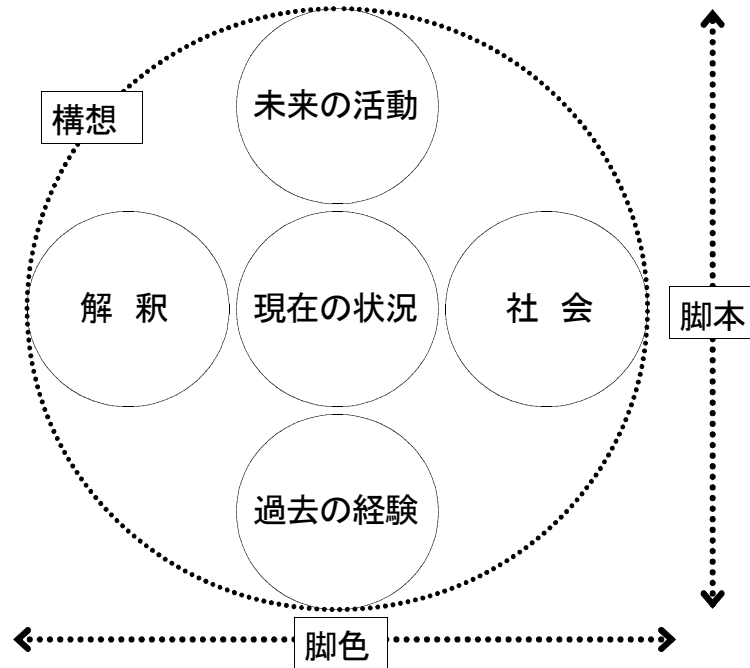 未来の活動
構想
解 釈
現在の状況
社 会
脚本
過去の経験
脚色